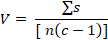 V = ∑s / [ n(c − 1)]